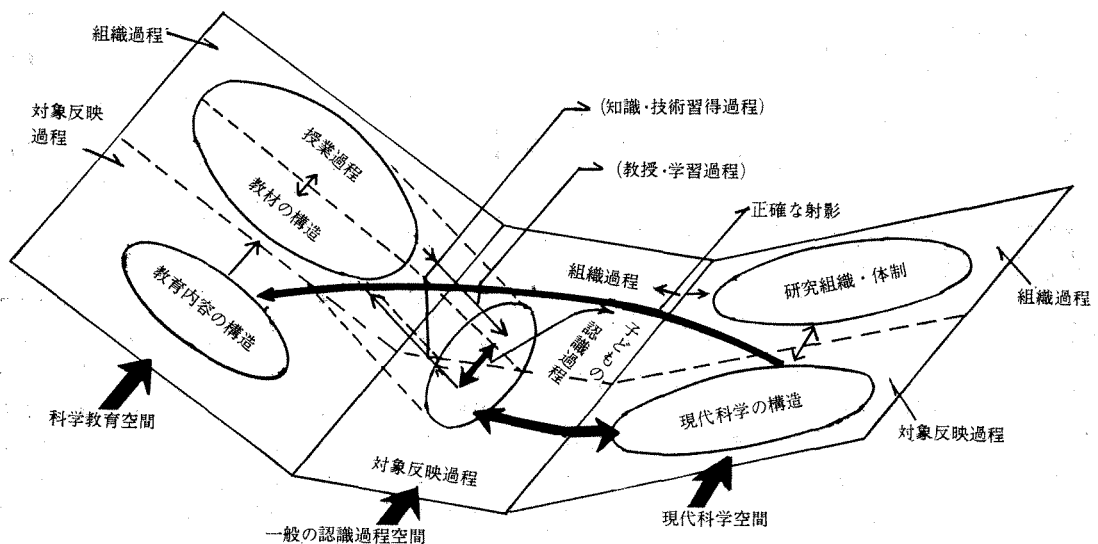 組織過程
対象反映
過程
授業過程
教材の構造
教育内容の構造
科学教育空間
(知識・技術習得過程)
(教授・学習過程)
正確な射影
組織過程
子どもの
認識過程
対象反映過程
一般の認識過程空間
研究組織・体制
組織過程
現代科学の構造
対象反映過程
現代科学空間